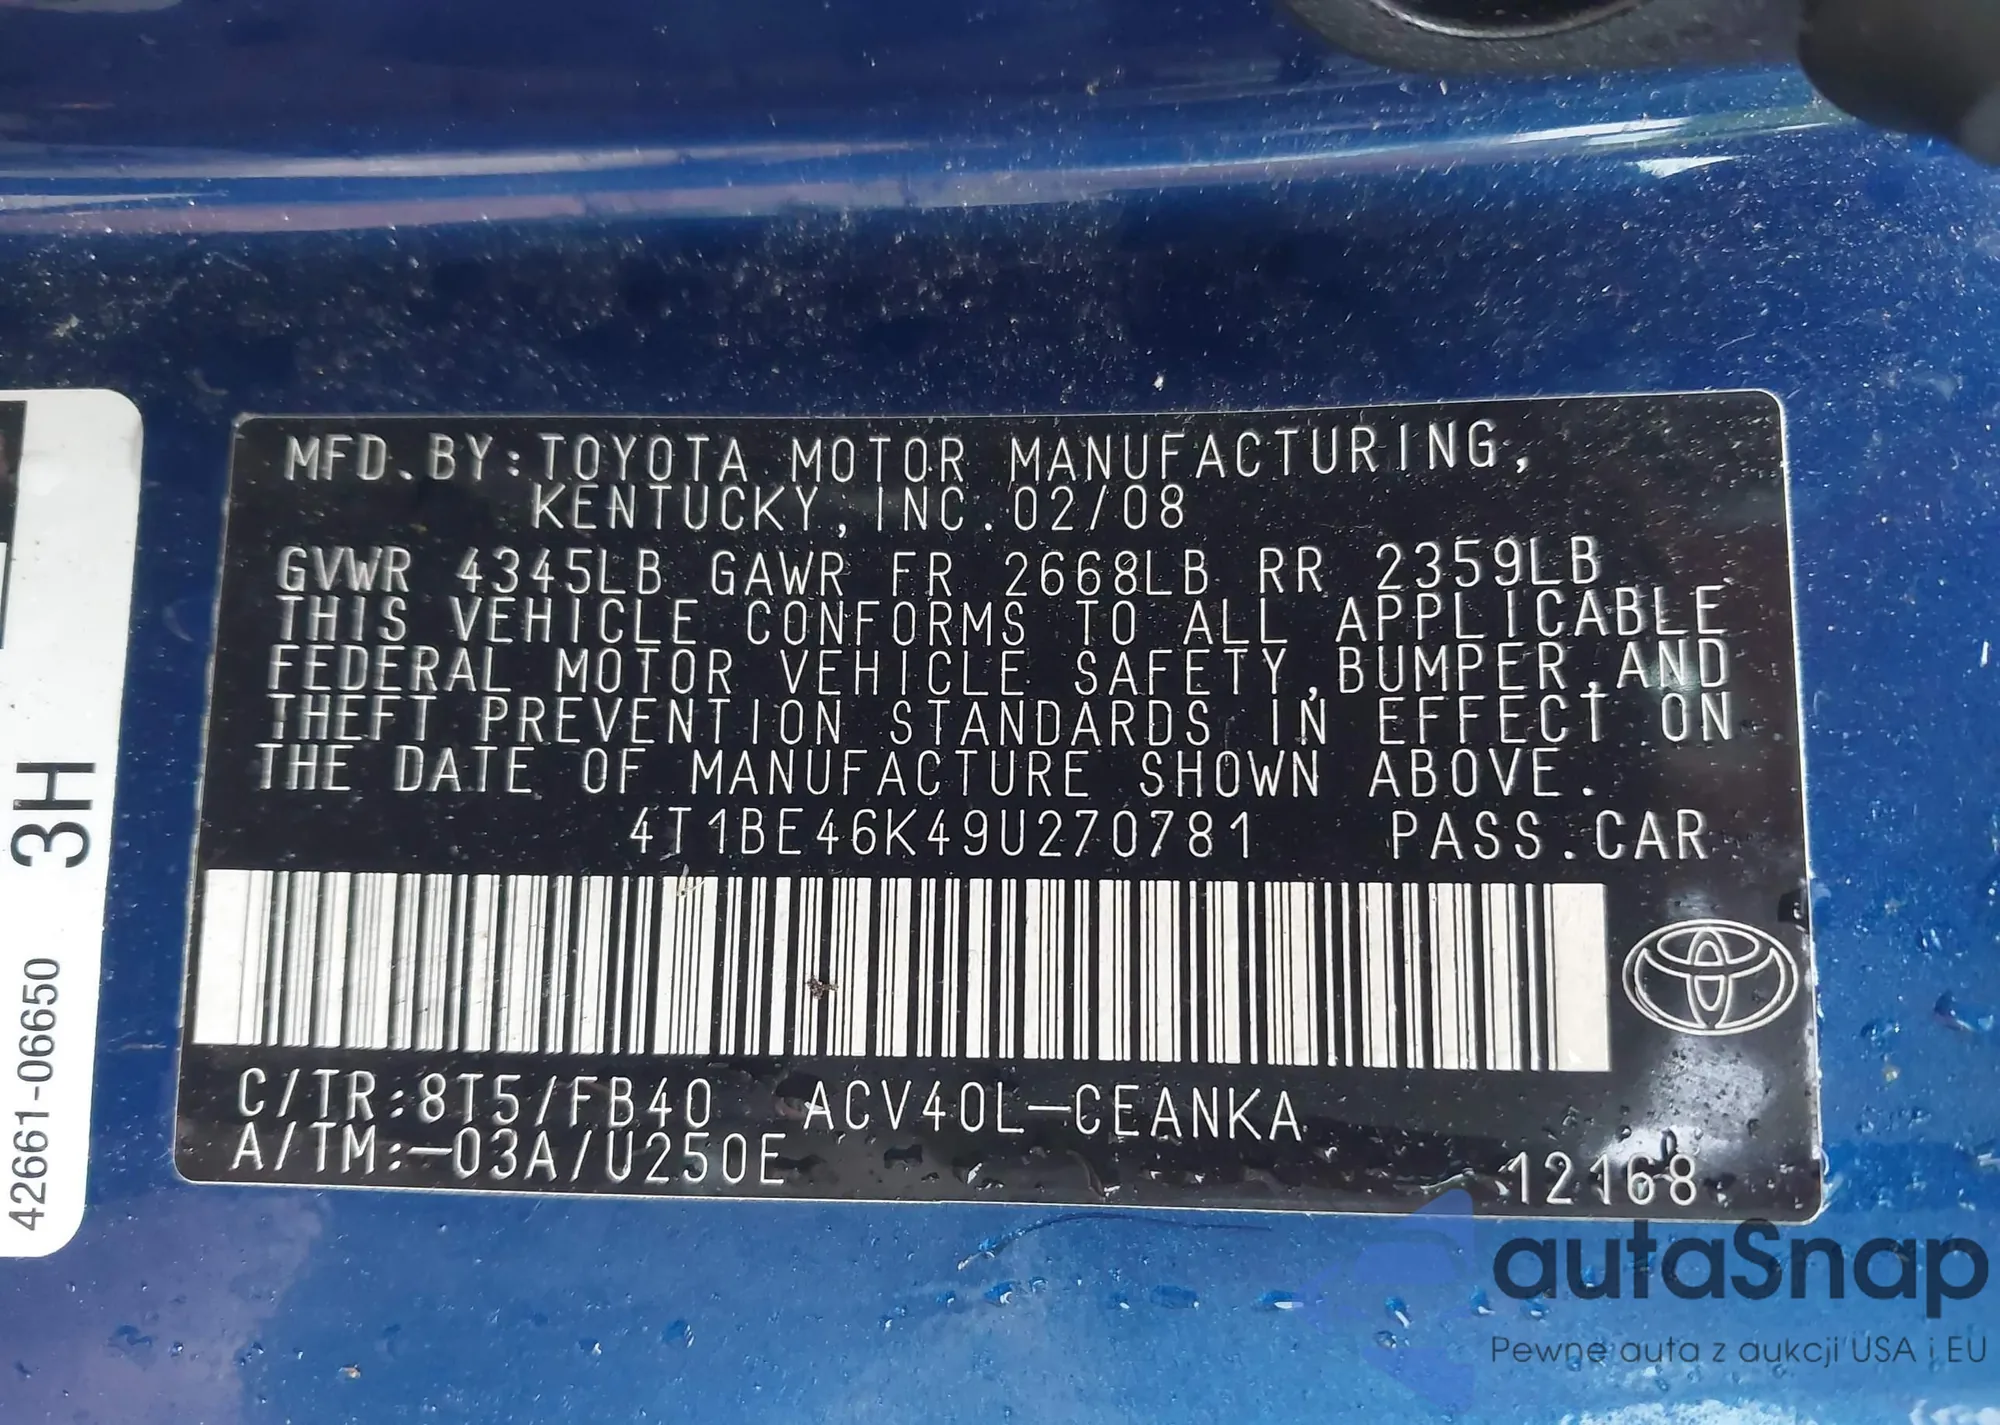 MFD.BY:TOYOTA MOTOR MANUFACTURING,
KENTUCKY,INC.02/08
GVWR 4345LB GAWR FR 2668LB RR 2359LB
THIS VEHICLE CONFORMS TO ALL APPLICABLE
FEDERAL MOTOR VEHICLE SAFETY,BUMPER,AND
THEFT PREVENTION STANDARDS IN EFFECT ON
THE DATE OF MANUFACTURE SHOWN ABOVE.
4T1BE46K49U270781 PASS.CAR
C/TR:8T5/FB40 ACV40L-CEANKA
A/TM:-03A/U250E
12168
42661-06650 3H
autaSnap
Pewne auta z aukcji USA i EU